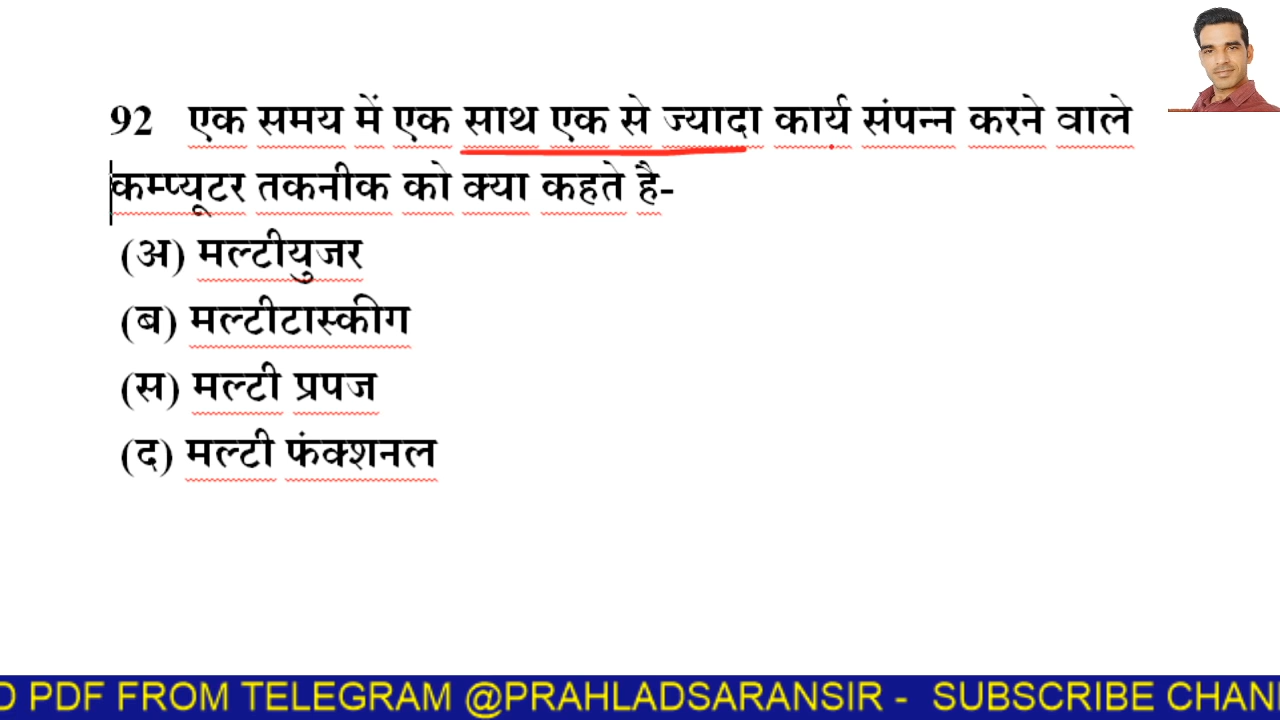 92 एक समय में एक साथ एक से ज्यादा कार्य संपन्न करने वाले
कम्प्यूटर तकनीक को क्या कहते है-
(अ) मल्टीयुजर
(ब) मल्टीटास्कीग
(स) मल्टी प्रपज
(द) मल्टी फंक्शनल
PDF FROM TELEGRAM @PRAHLADSARANSIR - SUBSCRIBE